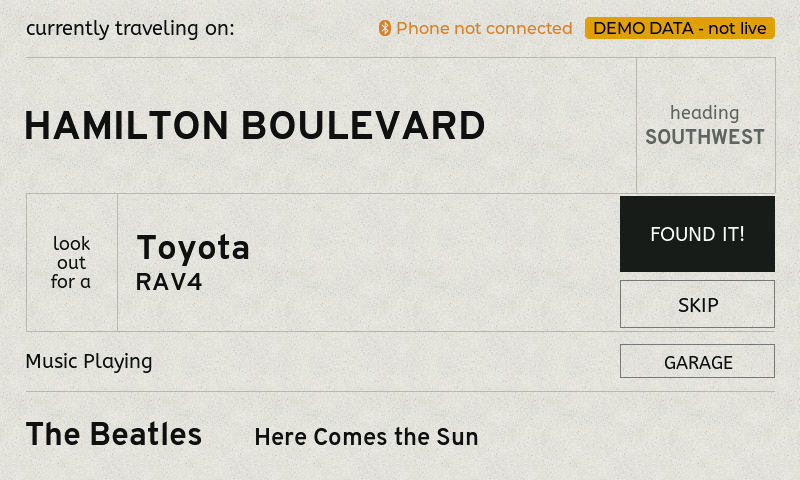 currently traveling on:
Phone not connected
DEMO DATA - not live
HAMILTON BOULEVARD
heading
SOUTHWEST
look
out
for a
Toyota
RAV4
FOUND IT!
SKIP
Music Playing
GARAGE
The Beatles
Here Comes the Sun